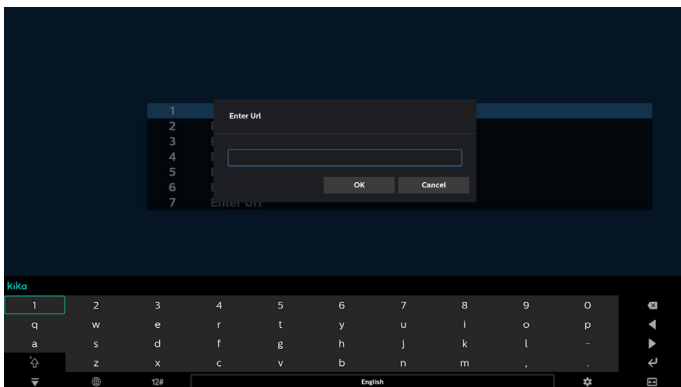 1
Enter Url
2
3
4
5
6
OK
Cancel
7
Enter Url
kika
1 2 3 4 5 6 7 8 9 0
q w e r t y u i o p
a s d f g h j k l -
z x c v b n m , .
12# English